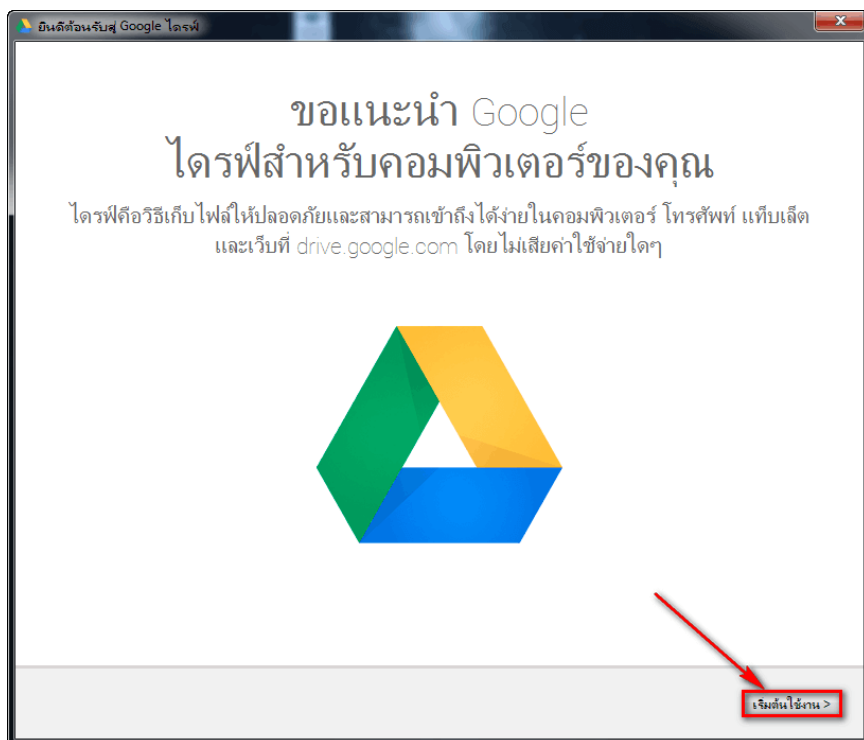 ยินดีต้อนรับสู่ Google ไดรฟ์
ขอแนะนำ Google
ไดรฟ์สำหรับคอมพิวเตอร์ของคุณ
ไดรฟ์คือวิธีเก็บไฟล์ให้ปลอดภัยและสามารถเข้าถึงได้ง่ายในคอมพิวเตอร์ โทรศัพท์ แท็บเล็ต
และเว็บที่ drive.google.com โดยไม่เสียค่าใช้จ่ายใดๆ
เริ่มต้นใช้งาน >